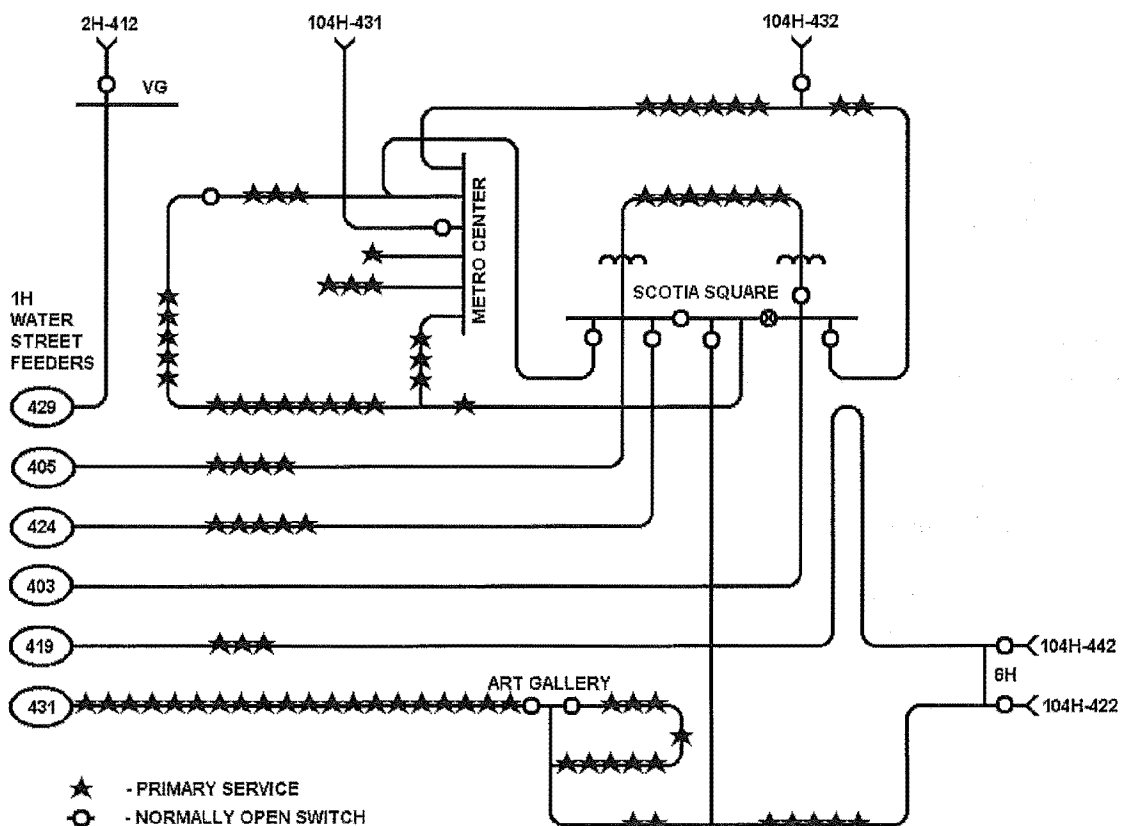 2H-412
104H-431
104H-432
VG
METRO CENTER
SCOTIA SQUARE
1H
WATER
STREET
FEEDERS
429
405
424
403
419
104H-442
6H
431
ART GALLERY
104H-422
- PRIMARY SERVICE
- NORMALLY OPEN SWITCH